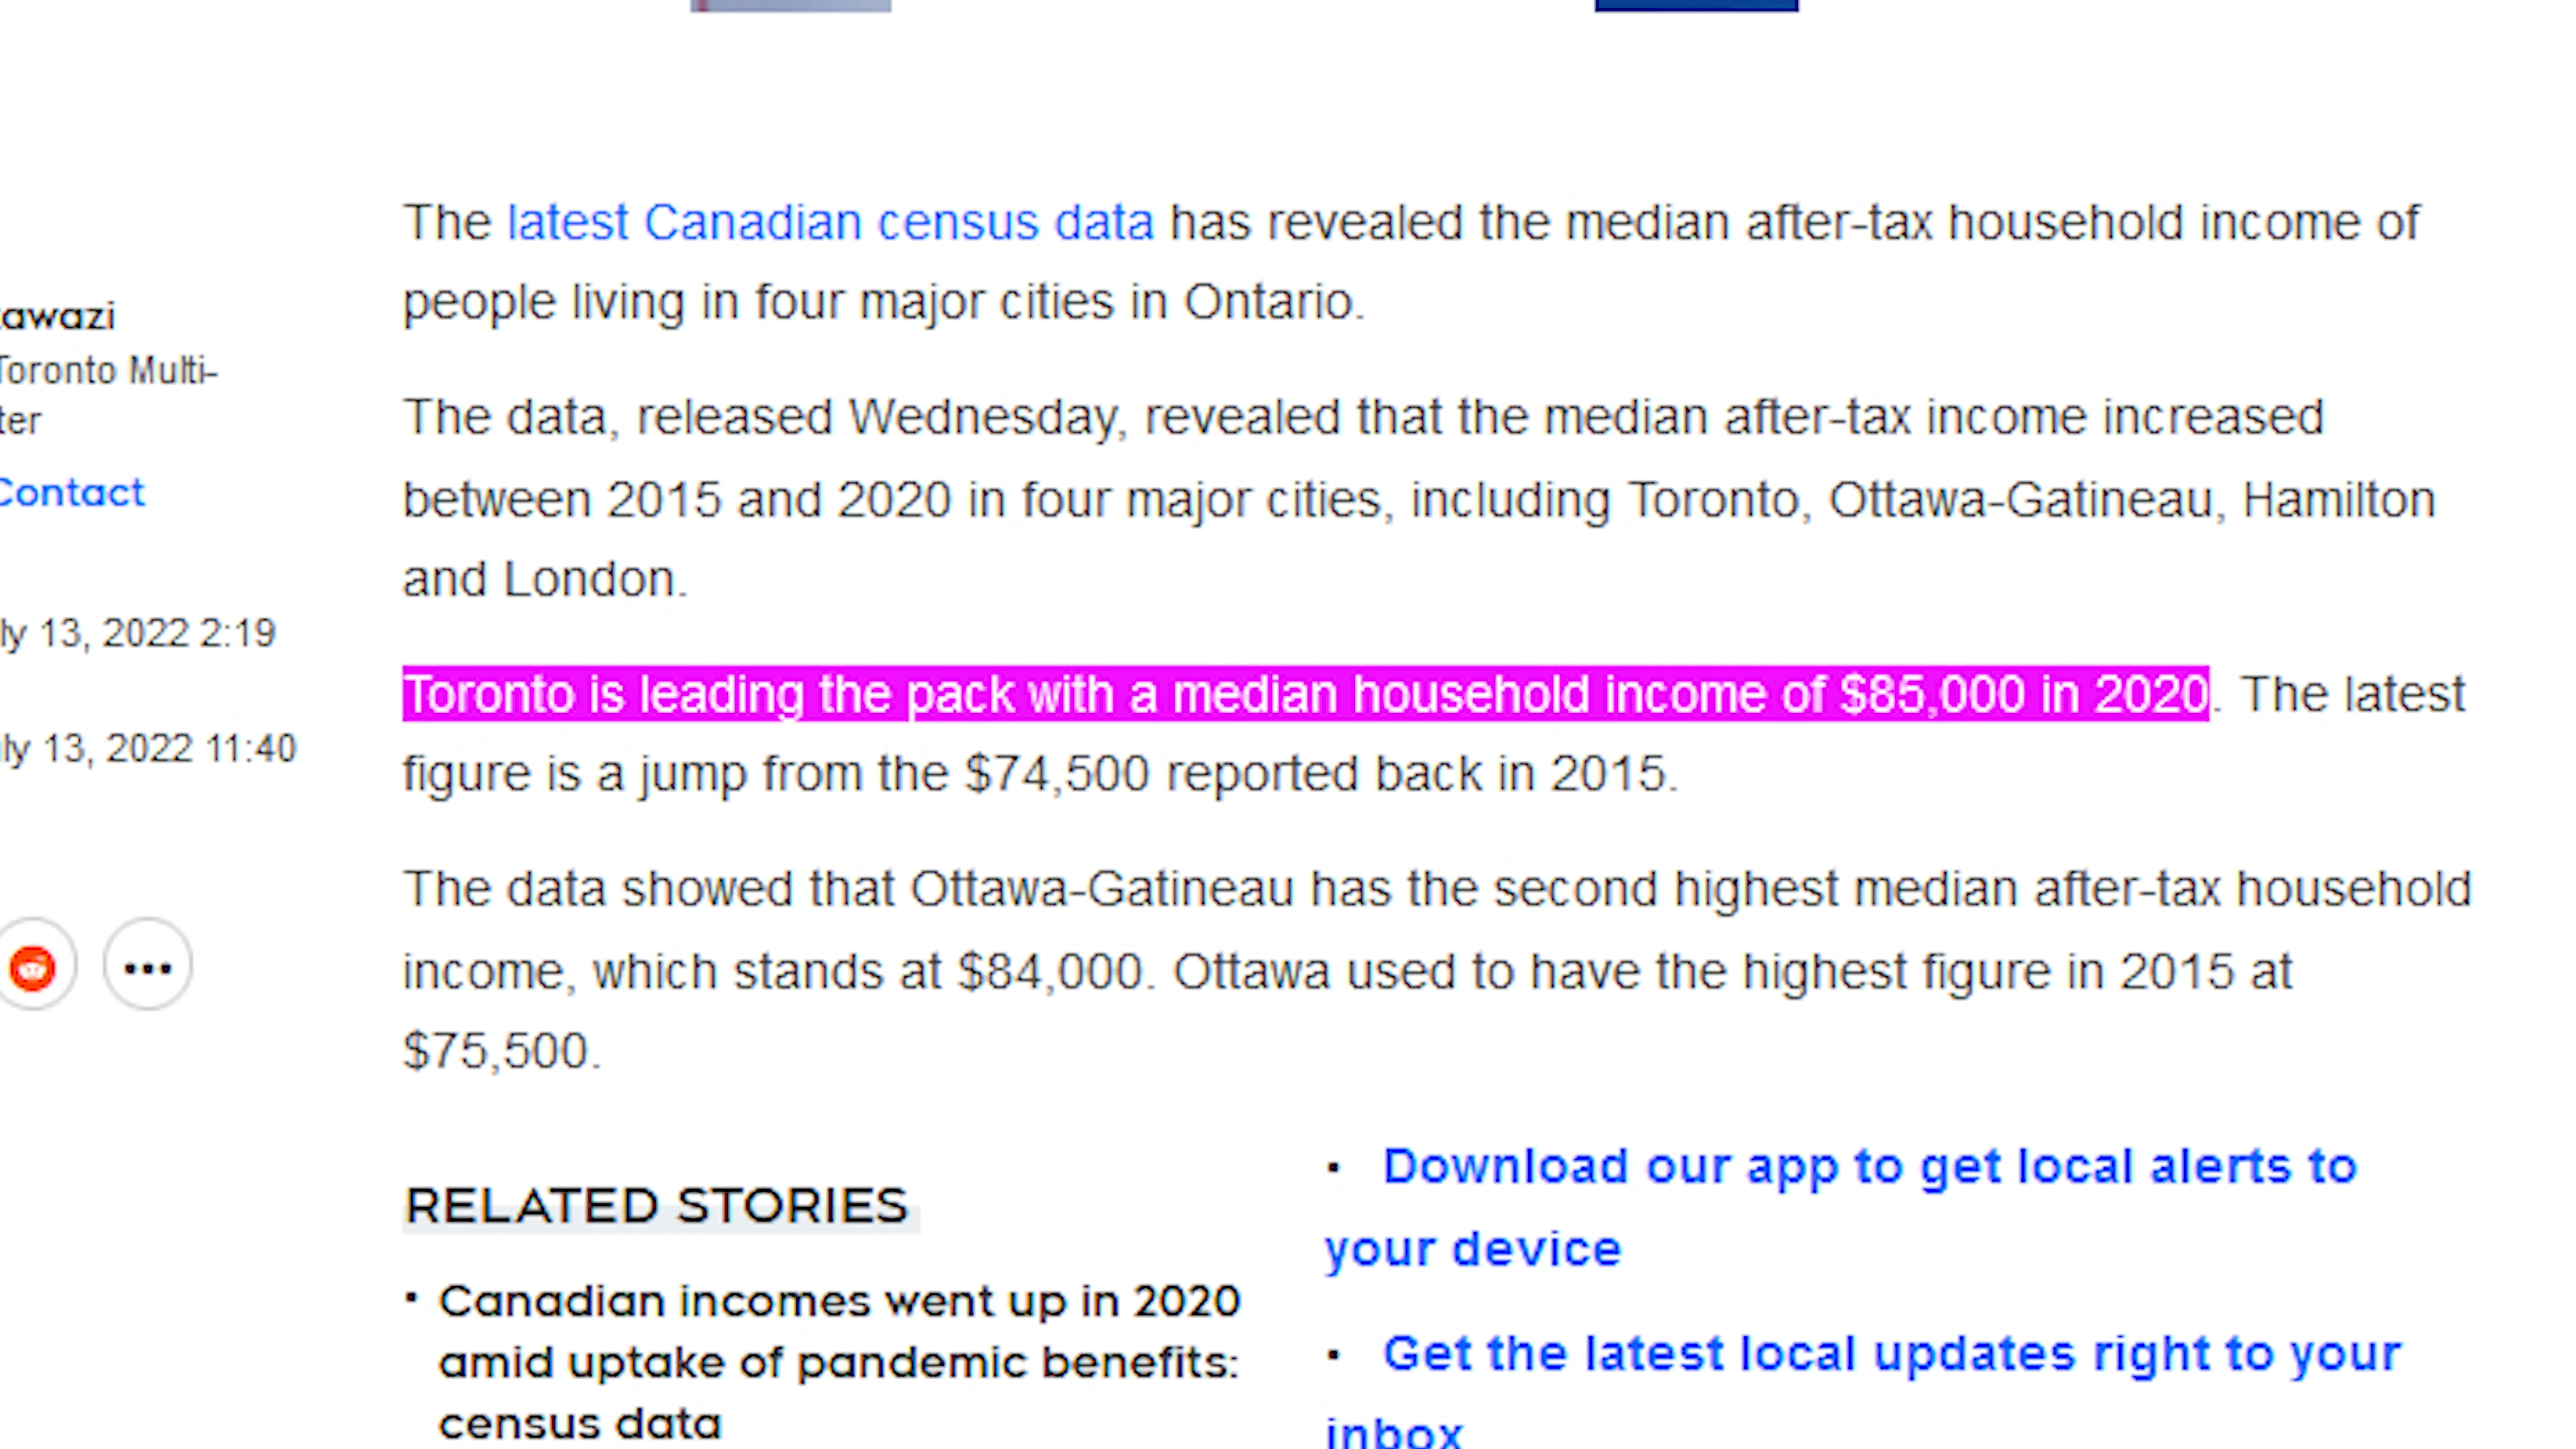 awazi
Toronto Multi-
ter
Contact
ly 13, 2022 2:19
ly 13, 2022 11:40
The latest Canadian census data has revealed the median after-tax household income of
people living in four major cities in Ontario.
The data, released Wednesday, revealed that the median after-tax income increased
between 2015 and 2020 in four major cities, including Toronto, Ottawa-Gatineau, Hamilton
and London.
Toronto is leading the pack with a median household income of $85,000 in 2020. The latest
figure is a jump from the $74,500 reported back in 2015.
The data showed that Ottawa-Gatineau has the second highest median after-tax household
income, which stands at $84,000. Ottawa used to have the highest figure in 2015 at
$75,500.
RELATED STORIES
· Canadian incomes went up in 2020
amid uptake of pandemic benefits:
census data
· Download our app to get local alerts to
your device
· Get the latest local updates right to your
inbox